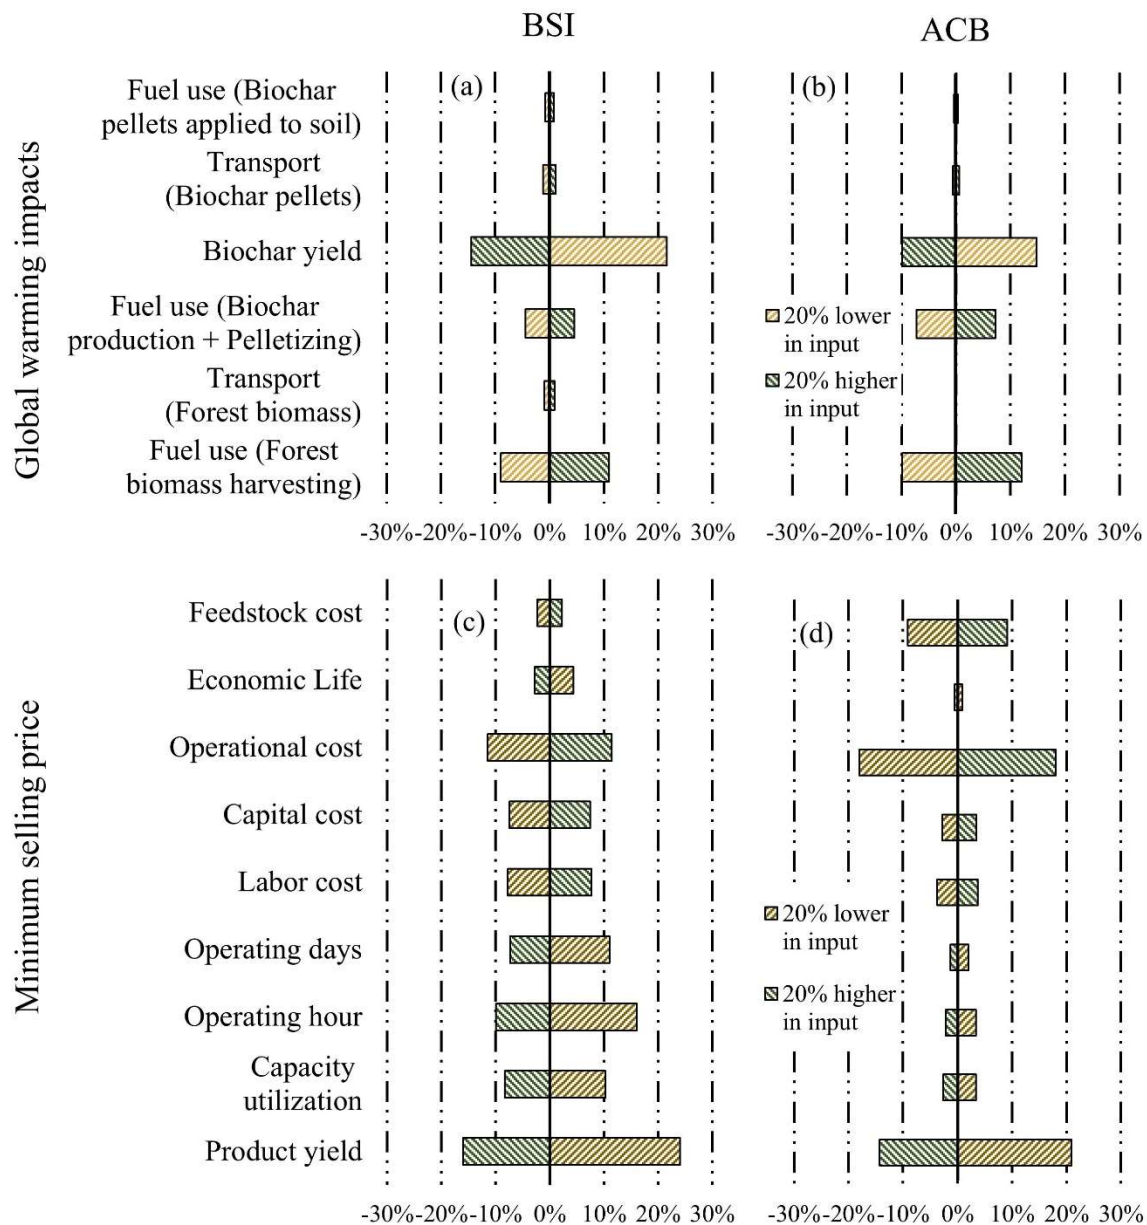 BSI
ACB
Global warming impacts
(a)
(b)
Fuel use (Biochar
pellets applied to soil)
Transport
(Biochar pellets)
Biochar yield
Fuel use (Biochar
production + Pelletizing)
Transport
(Forest biomass)
Fuel use (Forest
biomass harvesting)
20% lower
in input
20% higher
in input
-30% -20% -10% 0% 10% 20% 30%
-30% -20% -10% 0% 10% 20% 30%
Minimum selling price
(c)
(d)
Feedstock cost
Economic Life
Operational cost
Capital cost
Labor cost
Operating days
Operating hour
Capacity
utilization
Product yield
20% lower
in input
20% higher
in input
-30% -20% -10% 0% 10% 20% 30%
-30% -20% -10% 0% 10% 20% 30%